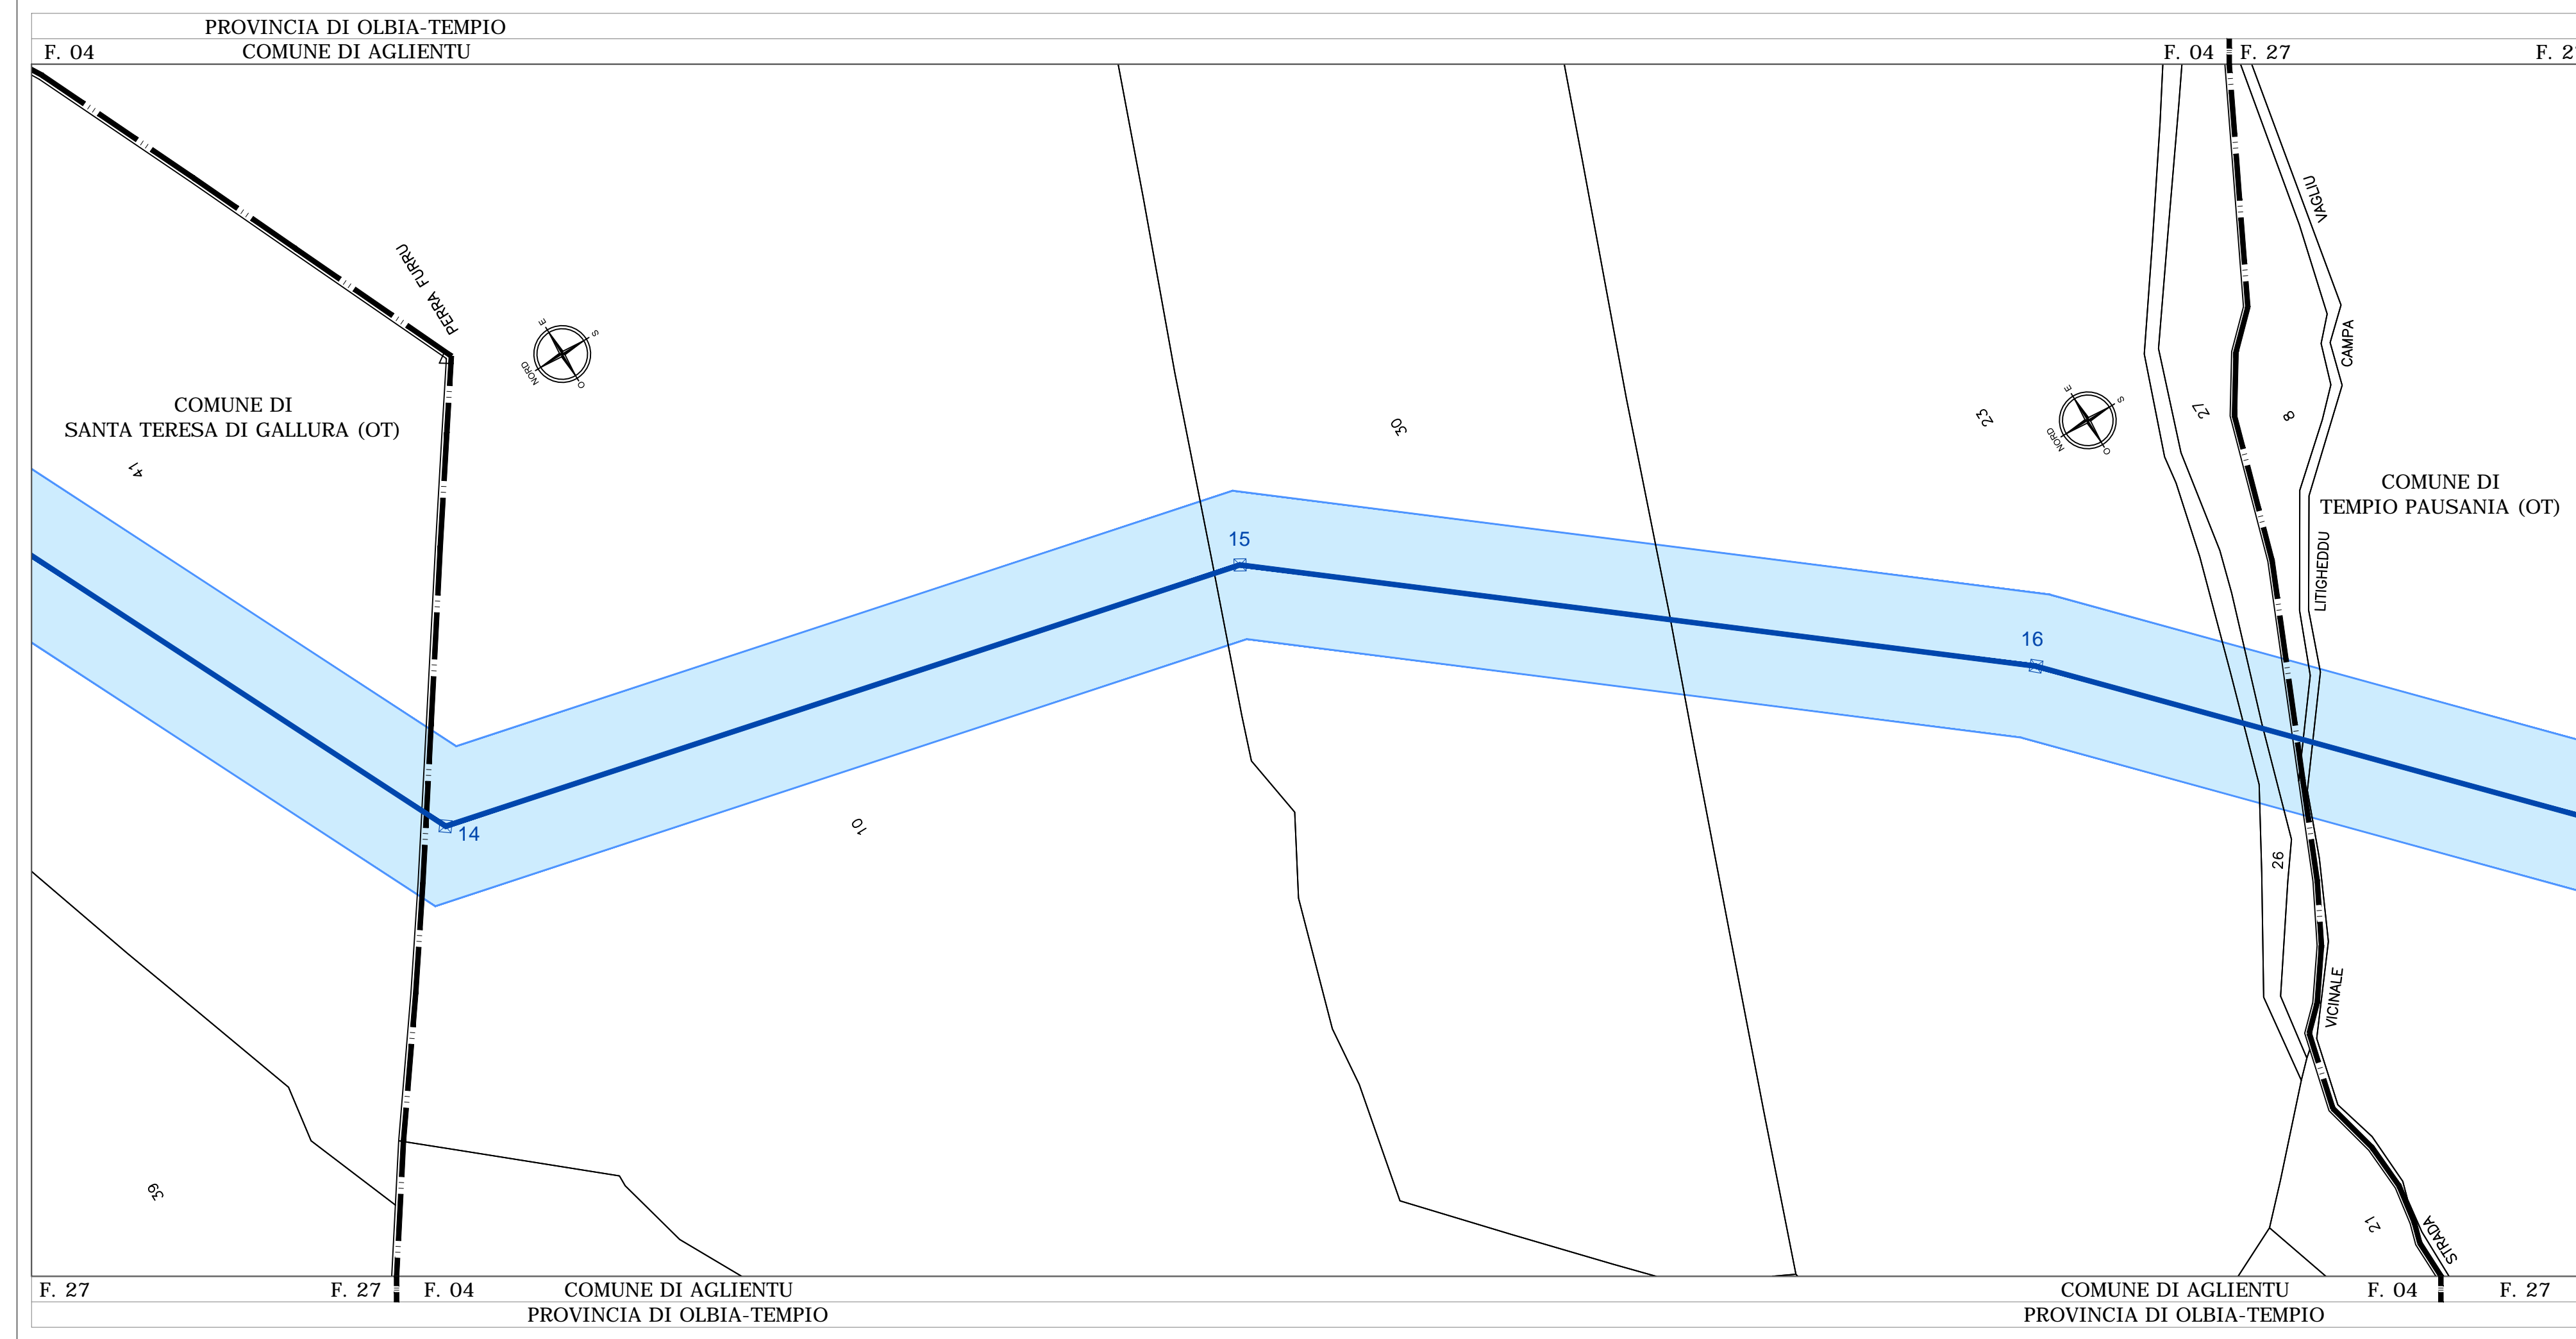 PROVINCIA DI OLBIA-TEMPIO
F. 04 COMUNE DI AGLIENTU F. 04 F. 27
PERRA FURRU
E
S
NORD
O
COMUNE DI
SANTA TERESA DI GALLURA (OT)
41
30
23
E
S
NORD
O
27
8
VAGLIU
CAMPA
COMUNE DI
TEMPIO PAUSANIA (OT)
LITIGHEDDU
15
16
14
10
26
VICINALE
39
21
STRADA
F. 27 F. 27 F. 04 COMUNE DI AGLIENTU COMUNE DI AGLIENTU F. 04 F. 27
PROVINCIA DI OLBIA-TEMPIO PROVINCIA DI OLBIA-TEMPIO